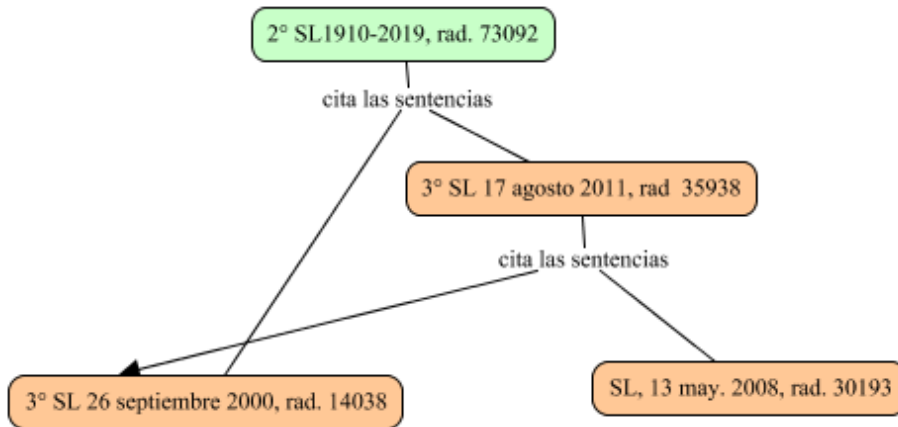 2° SL1910-2019, rad. 73092
cita las sentencias
3° SL 17 agosto 2011, rad 35938
cita las sentencias
3° SL 26 septiembre 2000, rad. 14038
SL, 13 may. 2008, rad. 30193